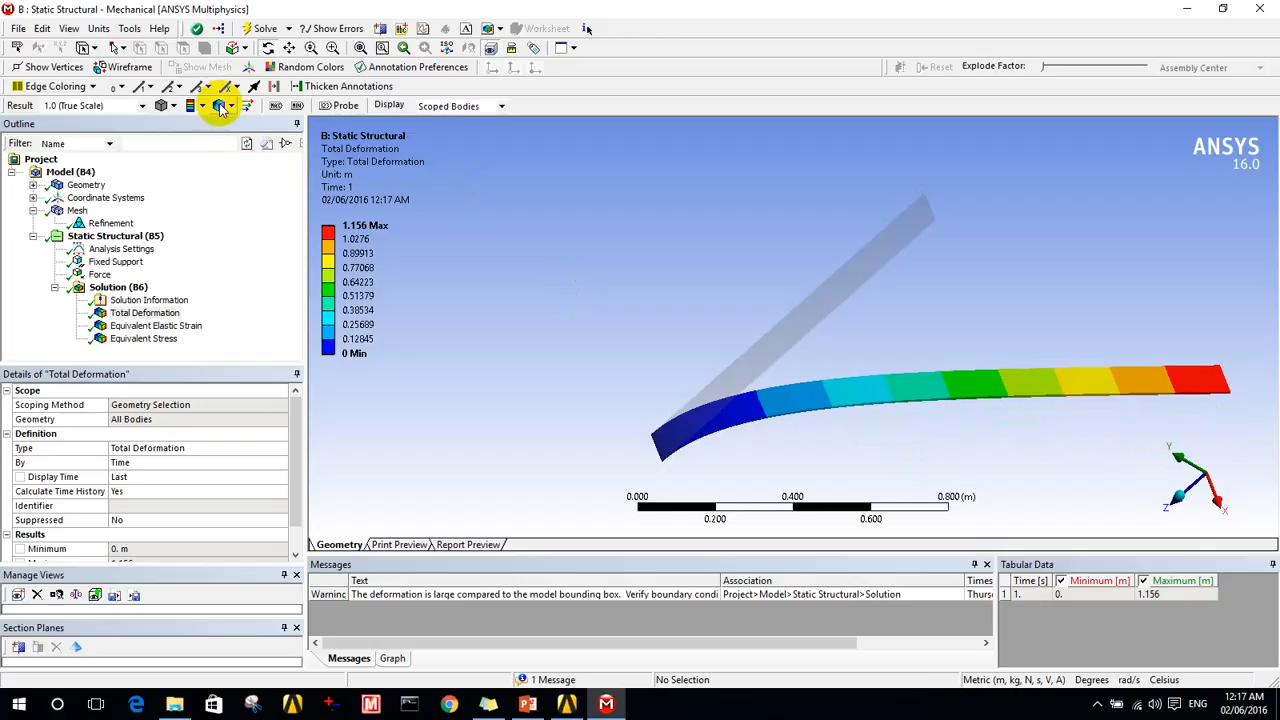 B : Static Structural - Mechanical [ANSYS Multiphysics]
File Edit View Units Tools Help Solve ?/ Show Errors Worksheet
Show Vertices Wireframe Show Mesh Random Colors Annotation Preferences Reset Explode Factor: Assembly Center
Edge Coloring Thicken Annotations
Result 1.0 (True Scale) Probe Display Scoped Bodies
Outline
Filter: Name
Project
Model (B4)
Geometry
Coordinate Systems
Mesh
Refinement
Static Structural (B5)
Analysis Settings
Fixed Support
Force
Solution (B6)
Solution Information
Total Deformation
Equivalent Elastic Strain
Equivalent Stress
Details of "Total Deformation"
Scope
Scoping Method Geometry Selection
Geometry All Bodies
Definition
Type Total Deformation
By Time
Display Time Last
Calculate Time History Yes
Identifier
Suppressed No
Results
Minimum 0. m
Manage Views
Section Planes
B: Static Structural
Total Deformation
Type: Total Deformation
Unit: m
Time: 1
02/06/2016 12:17 AM
1.156 Max
1.0276
0.89913
0.77068
0.64223
0.51379
0.38534
0.25689
0.12845
0 Min
ANSYS
16.0
0.000 0.400 0.800 (m)
0.200 0.600
Y
Z
X
Geometry Print Preview Report Preview
Messages
Text Association Times
Warninc The deformation is large compared to the model bounding box. Verify boundary condi Project>Model>Static Structural>Solution Thursc
Messages Graph
Tabular Data
Time [s] Minimum [m] Maximum [m]
1 1. 0. 1.156
1 Message No Selection Metric (m, kg, N, s, V, A) Degrees rad/s Celsius
ENG 12:17 AM
02/06/2016